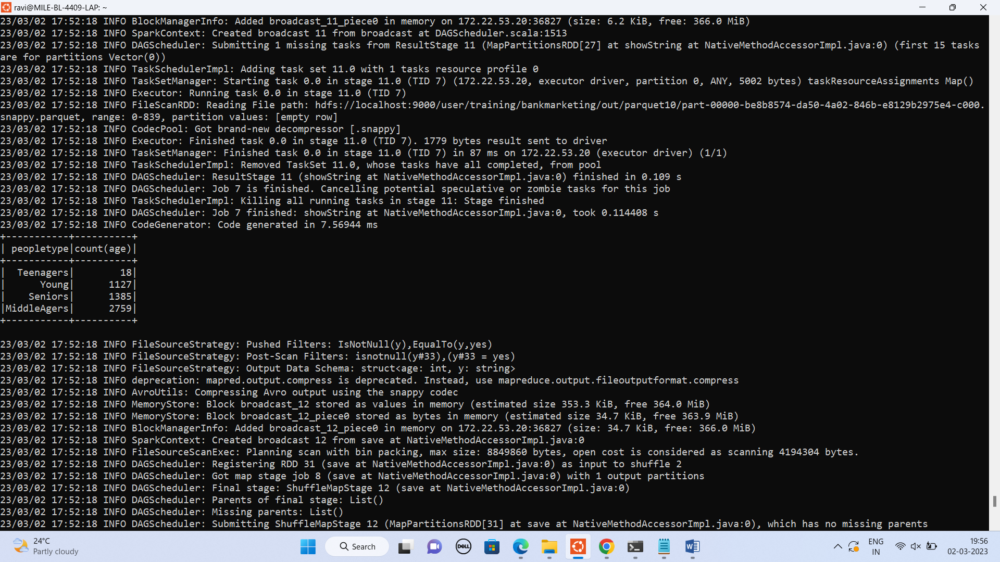 ravi@MILE-BL-4409-LAP: ~
23/03/02 17:52:18 INFO BlockManagerInfo: Added broadcast_11_piece0 in memory on 172.22.53.20:36827 (size: 6.2 KiB, free: 366.0 MiB)
23/03/02 17:52:18 INFO SparkContext: Created broadcast 11 from broadcast at DAGScheduler.scala:1513
23/03/02 17:52:18 INFO DAGScheduler: Submitting 1 missing tasks from ResultStage 11 (MapPartitionsRDD[27] at showString at NativeMethodAccessorImpl.java:0) (first 15 tasks
are for partitions Vector(0))
23/03/02 17:52:18 INFO TaskSchedulerImpl: Adding task set 11.0 with 1 tasks resource profile 0
23/03/02 17:52:18 INFO TaskSetManager: Starting task 0.0 in stage 11.0 (TID 7) (172.22.53.20, executor driver, partition 0, ANY, 5002 bytes) taskResourceAssignments Map()
23/03/02 17:52:18 INFO Executor: Running task 0.0 in stage 11.0 (TID 7)
23/03/02 17:52:18 INFO FileScanRDD: Reading File path: hdfs://localhost:9000/user/training/bankmarketing/out/parquet10/part-00000-be8b8574-da50-4a02-846b-e8129b2975e4-c000.
snappy.parquet, range: 0-839, partition values: [empty row]
23/03/02 17:52:18 INFO CodecPool: Got brand-new decompressor [.snappy]
23/03/02 17:52:18 INFO Executor: Finished task 0.0 in stage 11.0 (TID 7). 1779 bytes result sent to driver
23/03/02 17:52:18 INFO TaskSetManager: Finished task 0.0 in stage 11.0 (TID 7) in 87 ms on 172.22.53.20 (executor driver) (1/1)
23/03/02 17:52:18 INFO TaskSchedulerImpl: Removed TaskSet 11.0, whose tasks have all completed, from pool
23/03/02 17:52:18 INFO DAGScheduler: ResultStage 11 (showString at NativeMethodAccessorImpl.java:0) finished in 0.109 s
23/03/02 17:52:18 INFO DAGScheduler: Job 7 is finished. Cancelling potential speculative or zombie tasks for this job
23/03/02 17:52:18 INFO TaskSchedulerImpl: Killing all running tasks in stage 11: Stage finished
23/03/02 17:52:18 INFO DAGScheduler: Job 7 finished: showString at NativeMethodAccessorImpl.java:0, took 0.114408 s
23/03/02 17:52:18 INFO CodeGenerator: Code generated in 7.56944 ms
+-----------+----------+
| peopletype|count(age)|
+-----------+----------+
|  Teenagers|        18|
|      Young|      1127|
|    Seniors|      1385|
|MiddleAgers|      2759|
+-----------+----------+
23/03/02 17:52:18 INFO FileSourceStrategy: Pushed Filters: IsNotNull(y),EqualTo(y,yes)
23/03/02 17:52:18 INFO FileSourceStrategy: Post-Scan Filters: isnotnull(y#33),(y#33 = yes)
23/03/02 17:52:18 INFO FileSourceStrategy: Output Data Schema: struct<age: int, y: string>
23/03/02 17:52:18 INFO deprecation: mapred.output.compress is deprecated. Instead, use mapreduce.output.fileoutputformat.compress
23/03/02 17:52:18 INFO AvroUtils: Compressing Avro output using the snappy codec
23/03/02 17:52:18 INFO MemoryStore: Block broadcast_12 stored as values in memory (estimated size 353.3 KiB, free 364.0 MiB)
23/03/02 17:52:18 INFO MemoryStore: Block broadcast_12_piece0 stored as bytes in memory (estimated size 34.7 KiB, free 363.9 MiB)
23/03/02 17:52:18 INFO BlockManagerInfo: Added broadcast_12_piece0 in memory on 172.22.53.20:36827 (size: 34.7 KiB, free: 366.0 MiB)
23/03/02 17:52:18 INFO SparkContext: Created broadcast 12 from save at NativeMethodAccessorImpl.java:0
23/03/02 17:52:18 INFO FileSourceScanExec: Planning scan with bin packing, max size: 8849860 bytes, open cost is considered as scanning 4194304 bytes.
23/03/02 17:52:18 INFO DAGScheduler: Registering RDD 31 (save at NativeMethodAccessorImpl.java:0) as input to shuffle 2
23/03/02 17:52:18 INFO DAGScheduler: Got map stage job 8 (save at NativeMethodAccessorImpl.java:0) with 1 output partitions
23/03/02 17:52:18 INFO DAGScheduler: Final stage: ShuffleMapStage 12 (save at NativeMethodAccessorImpl.java:0)
23/03/02 17:52:18 INFO DAGScheduler: Parents of final stage: List()
23/03/02 17:52:18 INFO DAGScheduler: Missing parents: List()
23/03/02 17:52:18 INFO DAGScheduler: Submitting ShuffleMapStage 12 (MapPartitionsRDD[31] at save at NativeMethodAccessorImpl.java:0), which has no missing parents
24°C
Partly cloudy
Search
DELL
W
ENG
IN
19:56
02-03-2023